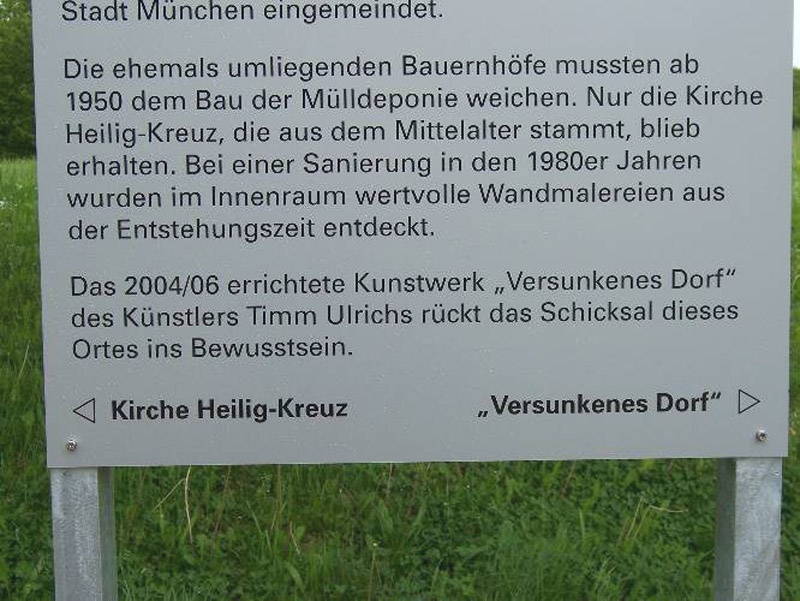 Stadt München eingemeindet.
Die ehemals umliegenden Bauernhöfe mussten ab
1950 dem Bau der Mülldeponie weichen. Nur die Kirche
Heilig-Kreuz, die aus dem Mittelalter stammt, blieb
erhalten. Bei einer Sanierung in den 1980er Jahren
wurden im Innenraum wertvolle Wandmalereien aus
der Entstehungszeit entdeckt.
Das 2004/06 errichtete Kunstwerk „Versunkenes Dorf“
des Künstlers Timm Ulrichs rückt das Schicksal dieses
Ortes ins Bewusstsein.
◁ Kirche Heilig-Kreuz „Versunkenes Dorf“ ▷